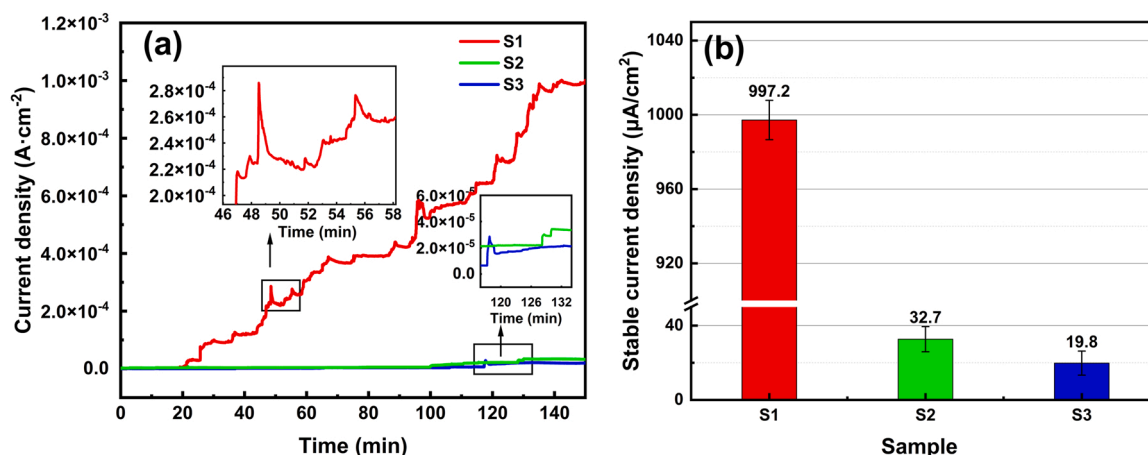 (a)
S1
S2
S3
Current density (A·cm⁻²)
1.2×10⁻³
1.0×10⁻³
8.0×10⁻⁴
6.0×10⁻⁴
4.0×10⁻⁴
2.0×10⁻⁴
0.0
0 20 40 60 80 100 120 140
Time (min)
2.8×10⁻⁴
2.6×10⁻⁴
2.4×10⁻⁴
2.2×10⁻⁴
2.0×10⁻⁴
46 48 50 52 54 56 58
Time (min)
6.0×10⁻⁵
4.0×10⁻⁵
2.0×10⁻⁵
0.0
120 126 132
Time (min)
(b)
Stable current density (μA/cm²)
1040
1000
960
920
40
20
0
997.2
32.7
19.8
S1 S2 S3
Sample